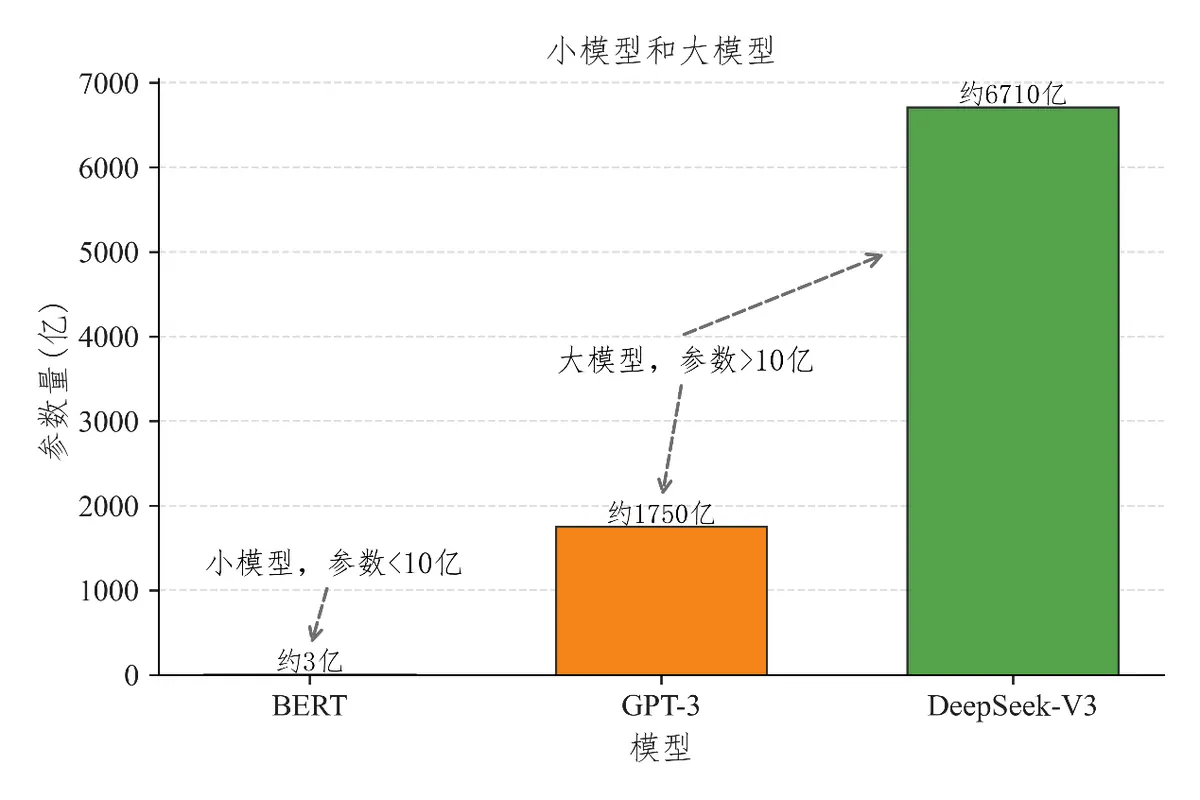 小模型和大模型
7000
约6710亿
6000
5000
4000
大模型，参数>10亿
3000
2000
约1750亿
小模型，参数<10亿
1000
约3亿
0
参数量(亿)
BERT
GPT-3
DeepSeek-V3
模型